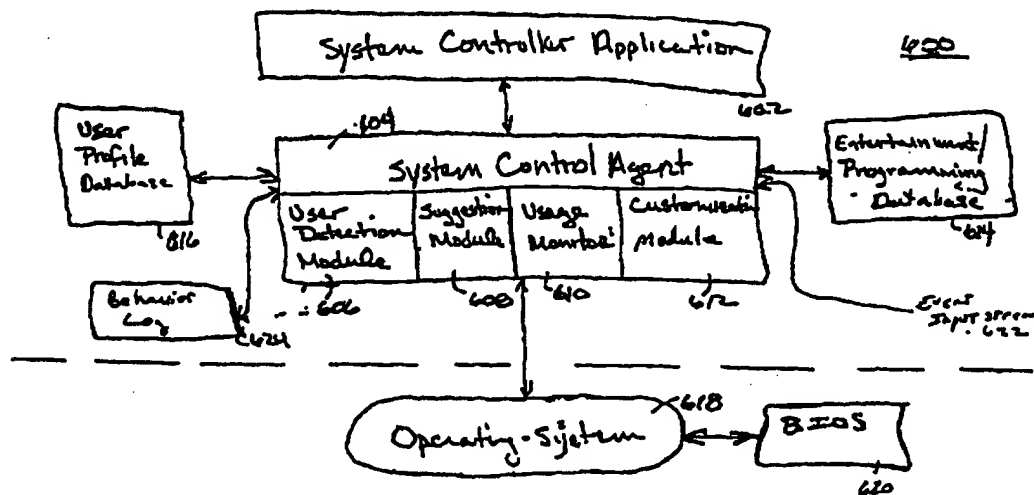 System Controller Application
600
602
604
User
Profile
Database
616
System Control Agent
Entertainment/
Programming
Database
614
User
Detection
Module
606
Suggestion
Module
608
Usage
Monitor
610
Customization
Module
612
Behavior
Log
624
Event
Input Stream
622
Operating-System
618
BIOS
620